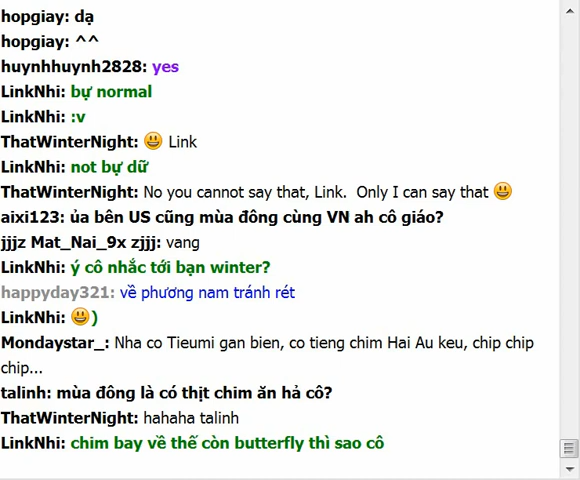 hopgiay: dạ
hopgiay: ^^
huynhhuynh2828: yes
LinkNhi: bự normal
LinkNhi: :v
ThatWinterNight: 😃 Link
LinkNhi: not bự dữ
ThatWinterNight: No you cannot say that, Link.  Only I can say that 😃
aixi123: ủa bên US cũng mùa đông cùng VN ah cô giáo?
jjjz Mat_Nai_9x zjjj: vang
LinkNhi: ý cô nhắc tới bạn winter?
happyday321: về phương nam tránh rét
LinkNhi: 😃)
Mondaystar_: Nha co Tieumi gan bien, co tieng chim Hai Au keu, chip chip
chip...
talinh: mùa đông là có thịt chim ăn hả cô?
ThatWinterNight: hahaha talinh
LinkNhi: chim bay về thế còn butterfly thì sao cô